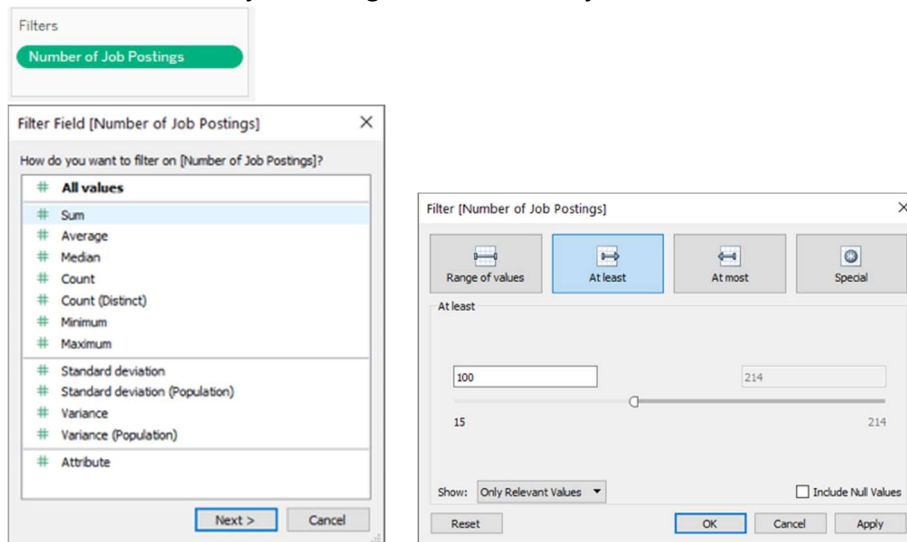 Filters
Number of Job Postings
Filter Field [Number of Job Postings]
How do you want to filter on [Number of Job Postings]?
# All values
# Sum
# Average
# Median
# Count
# Count (Distinct)
# Minimum
# Maximum
# Standard deviation
# Standard deviation (Population)
# Variance
# Variance (Population)
# Attribute
Next > Cancel
Filter [Number of Job Postings]
Range of values At least At most Special
At least
100 214
15 214
Show: Only Relevant Values Include Null Values
Reset OK Cancel Apply